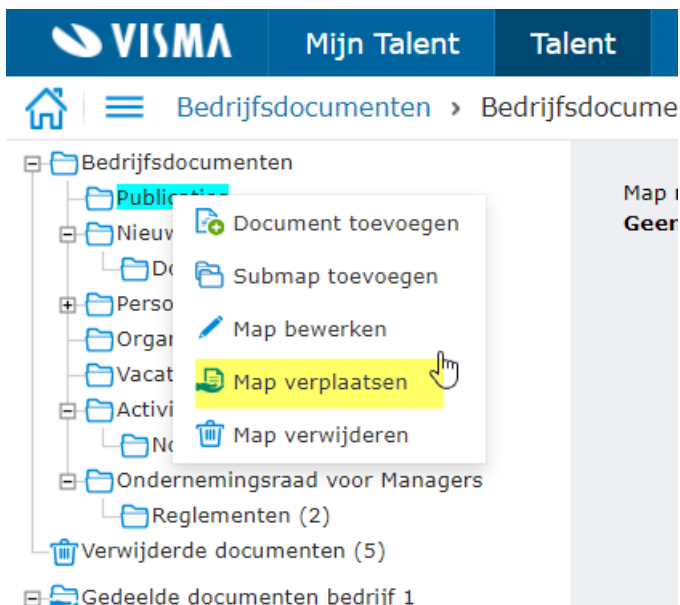 VISMA Mijn Talent Talent
Bedrijfsdocumenten › Bedrijfsdocume
Bedrijfsdocumenten
Map
Geen
Document toevoegen
Submap toevoegen
Map bewerken
Map verplaatsen
Map verwijderen
Ondernemingsraad voor Managers
Reglementen (2)
Verwijderde documenten (5)
Gedeelde documenten bedrijf 1